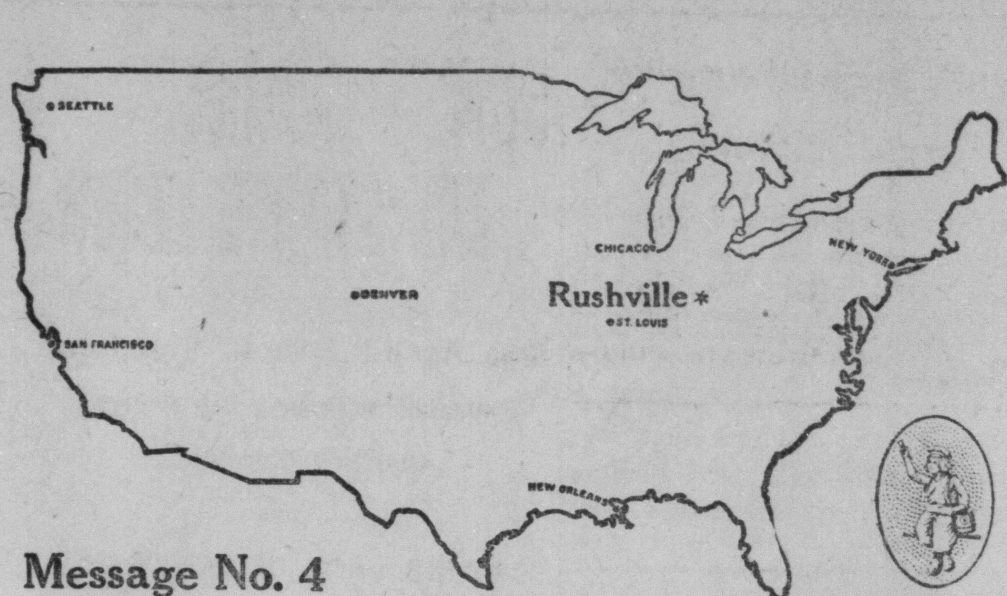 SEATTLE
CHICAGO
NEW YORK
DENVER
Rushville *
ST. LOUIS
SAN FRANCISCO
NEW ORLEANS
Message No. 4